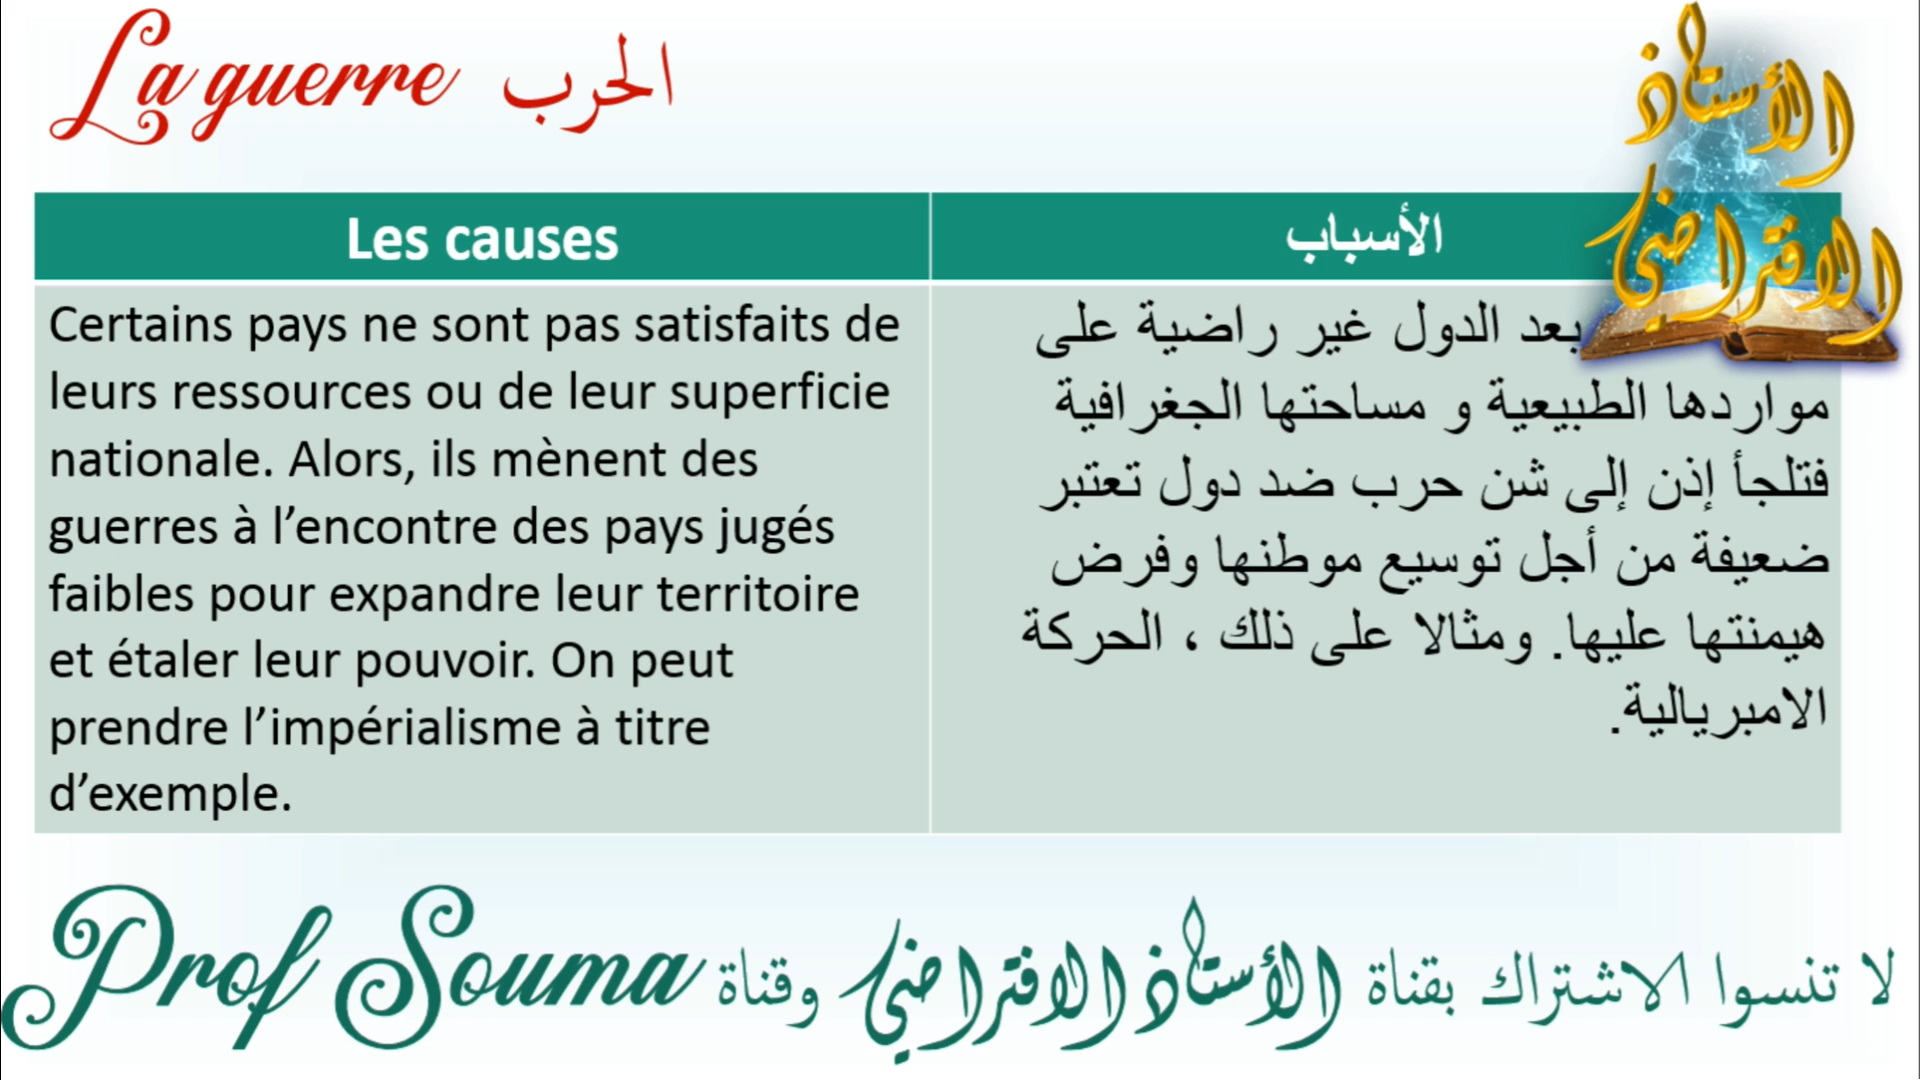 La guerre الحرب
الأستاذ
الافتراضي
Les causes
Certains pays ne sont pas satisfaits de
leurs ressources ou de leur superficie
nationale. Alors, ils mènent des
guerres à l’encontre des pays jugés
faibles pour expandre leur territoire
et étaler leur pouvoir. On peut
prendre l’impérialisme à titre
d’exemple.
الأسباب
بعد الدول غير راضية على
مواردها الطبيعية و مساحتها الجغرافية
فتلجأ إذن إلى شن حرب ضد دول تعتبر
ضعيفة من أجل توسيع موطنها وفرض
هيمنتها عليها. ومثالا على ذلك ، الحركة
الامبريالية.
لا تنسوا الاشتراك بقناة الأستاذ الافتراضي وقناة Prof Souma